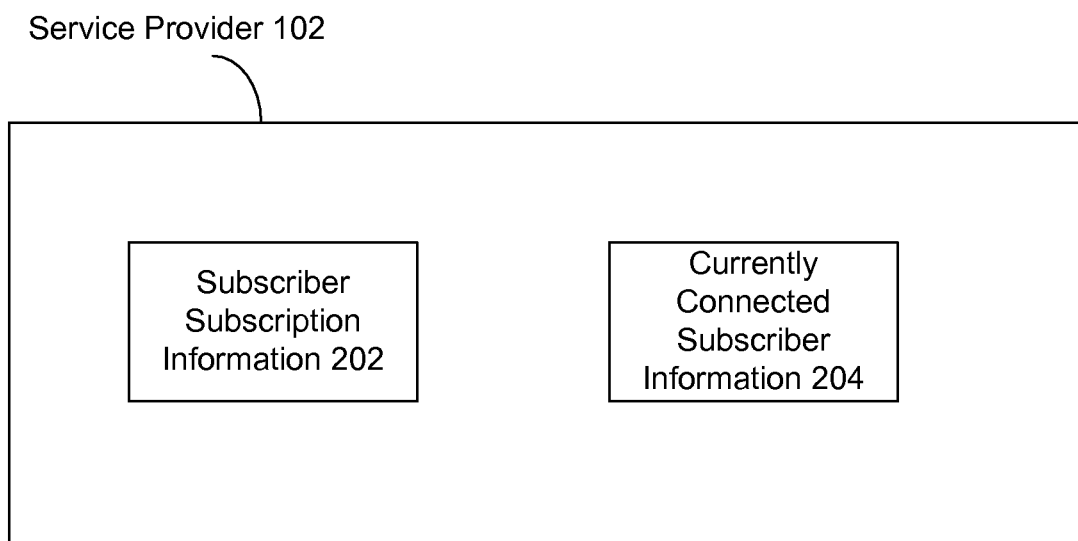 Service Provider 102
Subscriber
Subscription
Information 202
Currently
Connected
Subscriber
Information 204